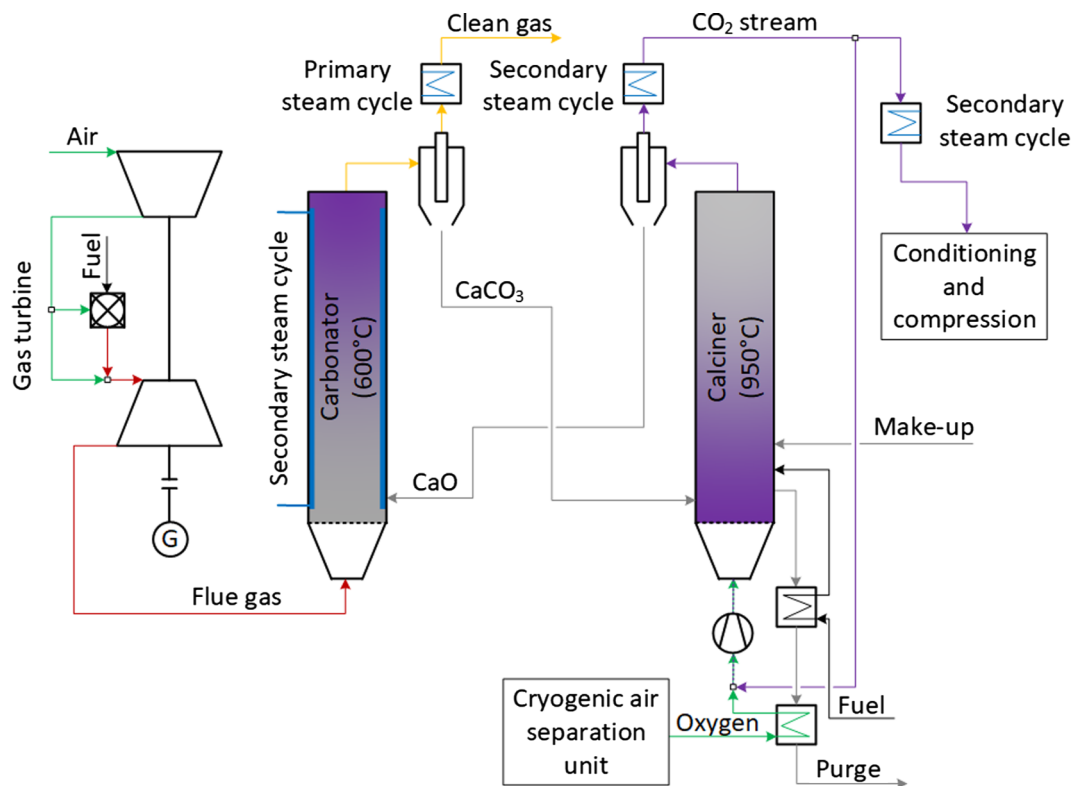 Clean gas
CO₂ stream
Primary
steam cycle
Secondary
steam cycle
Secondary
steam cycle
Air
Fuel
Gas turbine
Secondary steam cycle
Carbonator
(600°C)
CaCO₃
Calciner
(950°C)
Conditioning
and
compression
Make-up
CaO
G
Flue gas
Fuel
Cryogenic air
separation
unit
Oxygen
Purge